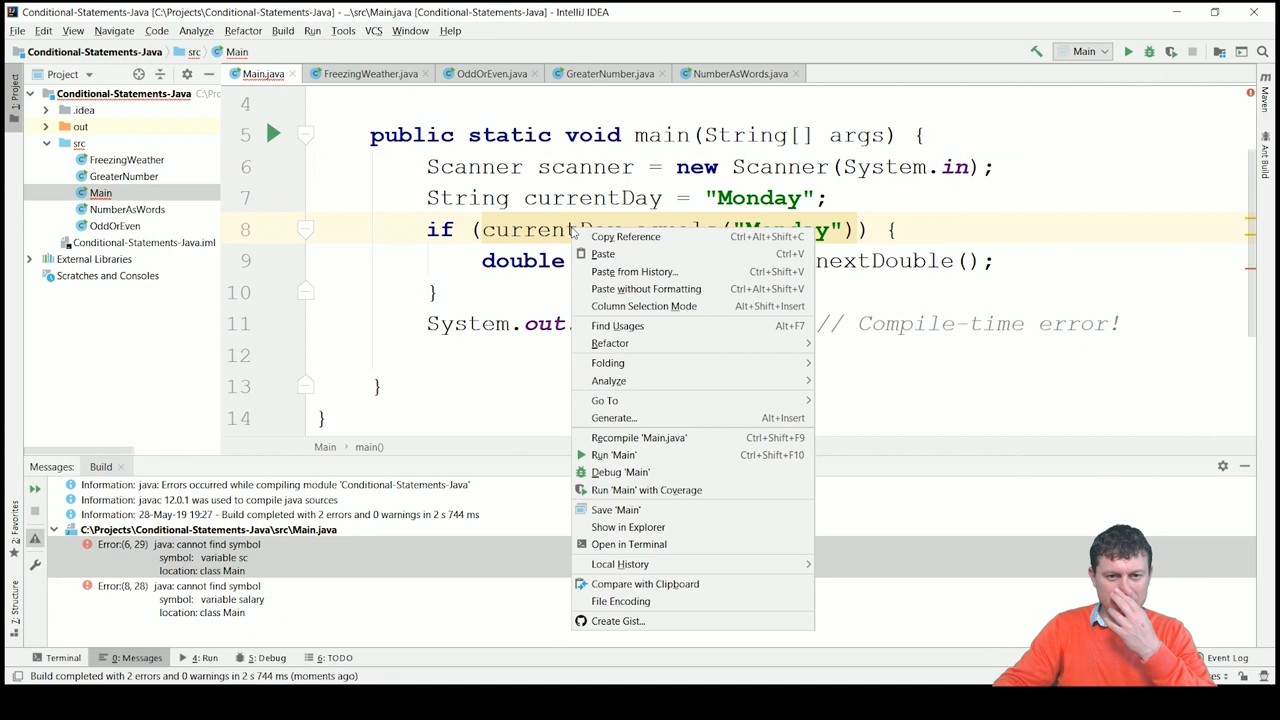 Conditional-Statements-Java [C:\Projects\Conditional-Statements-Java] - ...\src\Main.java [Conditional-Statements-Java] - IntelliJ IDEA
File Edit View Navigate Code Analyze Refactor Build Run Tools VCS Window Help
Conditional-Statements-Java src Main Main
1: Project
Project
Main.java FreezingWeather.java OddOrEven.java GreaterNumber.java NumberAsWords.java
Conditional-Statements-Java C:\Pro
.idea
out
src
FreezingWeather
GreaterNumber
Main
NumberAsWords
OddOrEven
Conditional-Statements-Java.iml
External Libraries
Scratches and Consoles
4
5 public static void main(String[] args) {
6 Scanner scanner = new Scanner(System.in);
7 String currentDay = "Monday";
8 if (current "Monday")) {
9 double nextDouble();
10 }
11 System.out. // Compile-time error!
12
13 }
14 }
Main main()
Copy Reference Ctrl+Alt+Shift+C
Paste Ctrl+V
Paste from History... Ctrl+Shift+V
Paste without Formatting Ctrl+Alt+Shift+V
Column Selection Mode Alt+Shift+Insert
Find Usages Alt+F7
Refactor
Folding
Analyze
Go To
Generate... Alt+Insert
Recompile 'Main.java' Ctrl+Shift+F9
Run 'Main' Ctrl+Shift+F10
Debug 'Main'
Run 'Main' with Coverage
Save 'Main'
Show in Explorer
Open in Terminal
Local History
Compare with Clipboard
File Encoding
Create Gist...
m Maven
Ant Build
Messages: Build
Information: java: Errors occurred while compiling module 'Conditional-Statements-Java'
Information: javac 12.0.1 was used to compile java sources
Information: 28-May-19 19:27 - Build completed with 2 errors and 0 warnings in 2 s 744 ms
C:\Projects\Conditional-Statements-Java\src\Main.java
Error:(6, 29) java: cannot find symbol
symbol: variable sc
location: class Main
Error:(8, 28) java: cannot find symbol
symbol: variable salary
location: class Main
2: Favorites
Z: Structure
Terminal 0: Messages 4: Run 5: Debug 6: TODO Event Log
Build completed with 2 errors and 0 warnings in 2 s 744 ms (moments ago)